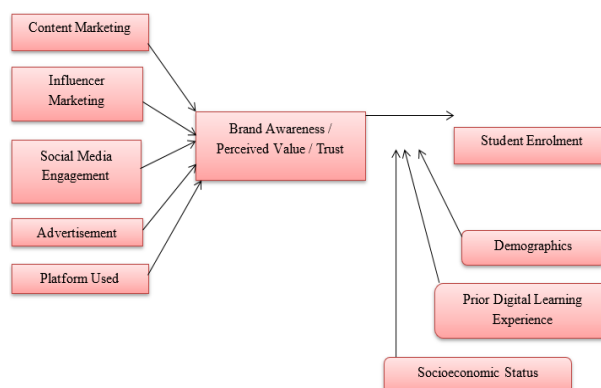 Content Marketing
Influencer
Marketing
Social Media
Engagement
Advertisement
Platform Used
Brand Awareness /
Perceived Value / Trust
Student Enrolment
Demographics
Prior Digital Learning
Experience
Socioeconomic Status